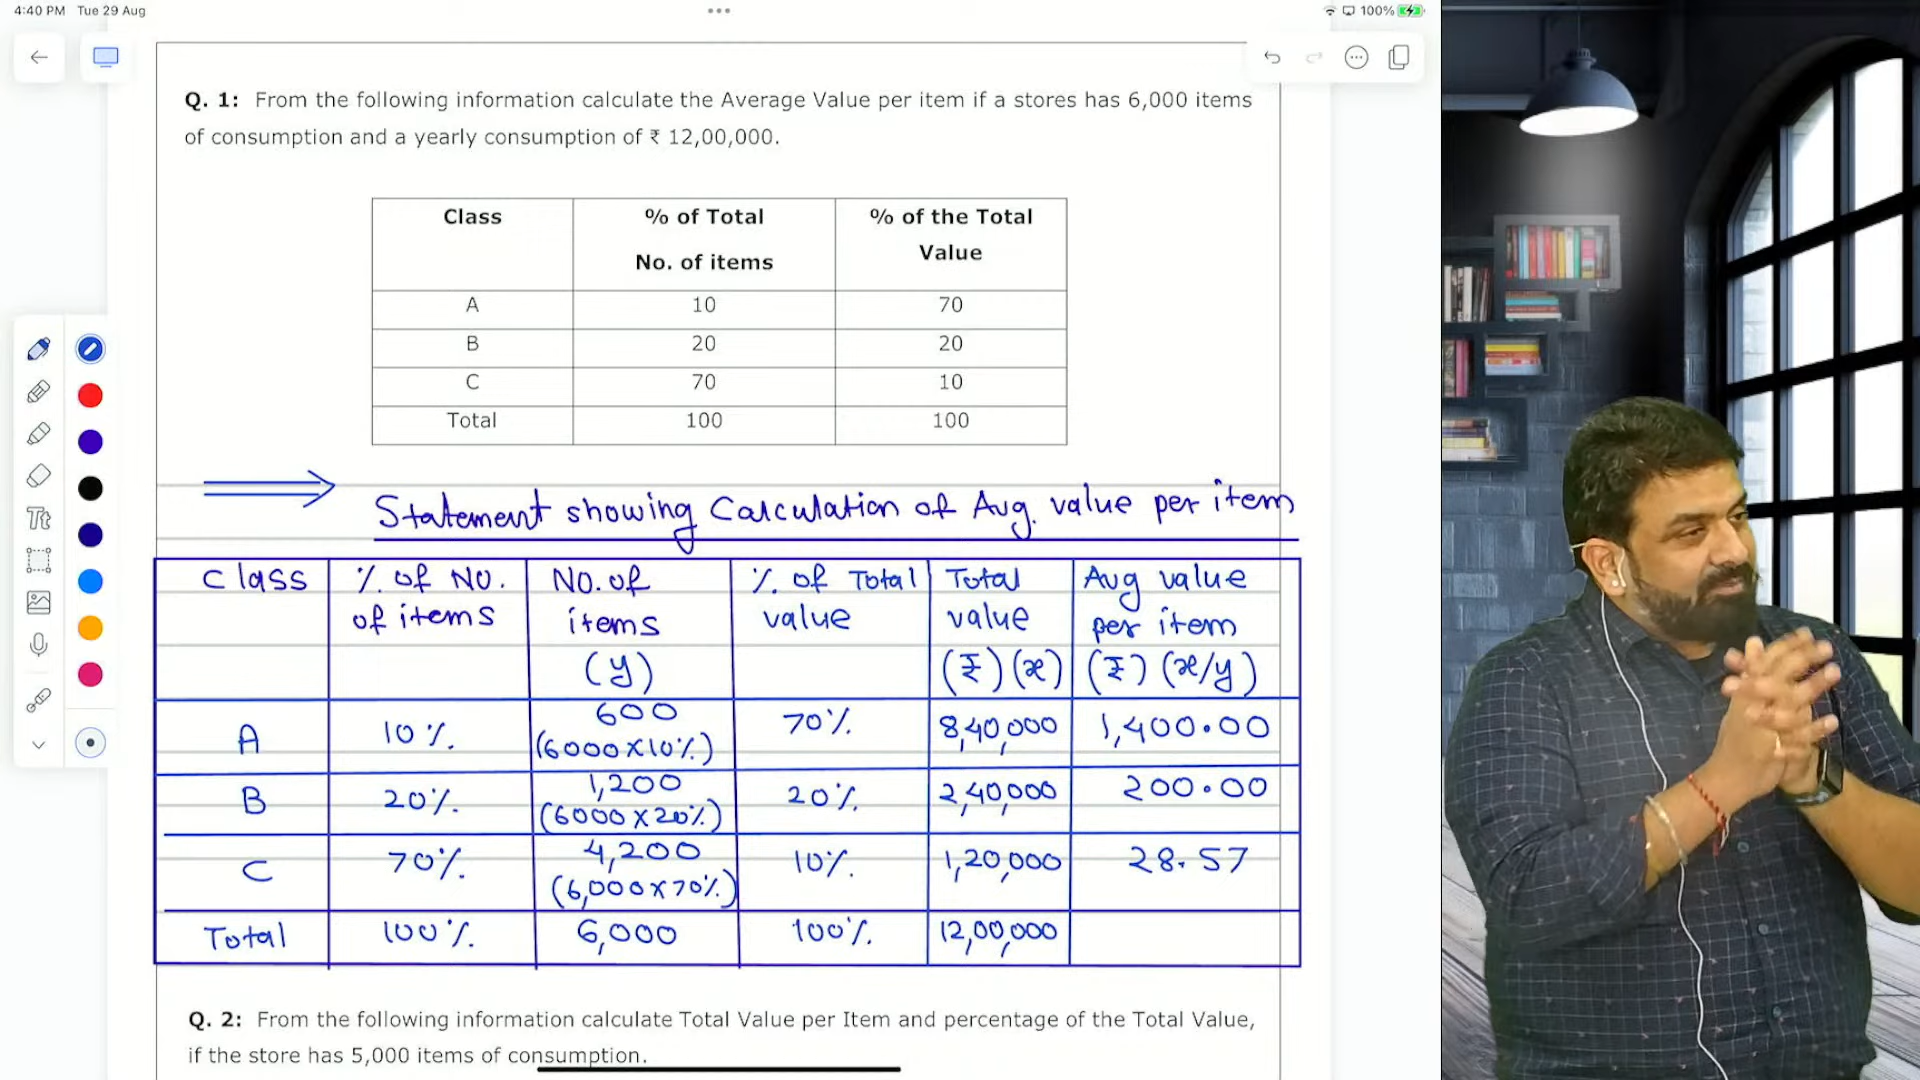 4:40 PM Tue 29 Aug
100%
Q. 1: From the following information calculate the Average Value per item if a stores has 6,000 items
of consumption and a yearly consumption of ₹ 12,00,000.
Class % of Total No. of items % of the Total Value
A 10 70
B 20 20
C 70 10
Total 100 100
Statement showing Calculation of Avg. value per item
Class % of No. of items No. of items (y) % of Total value Total value (₹) (x) Avg value per item (₹) (x/y)
A 10%. 600 (6000x10%) 70%. 8,40,000 1,400.00
B 20%. 1,200 (6000x20%) 20%. 2,40,000 200.00
C 70%. 4,200 (6,000x70%) 10%. 1,20,000 28.57
Total 100%. 6,000 100%. 12,00,000
Q. 2: From the following information calculate Total Value per Item and percentage of the Total Value,
if the store has 5,000 items of consumption.
Tt